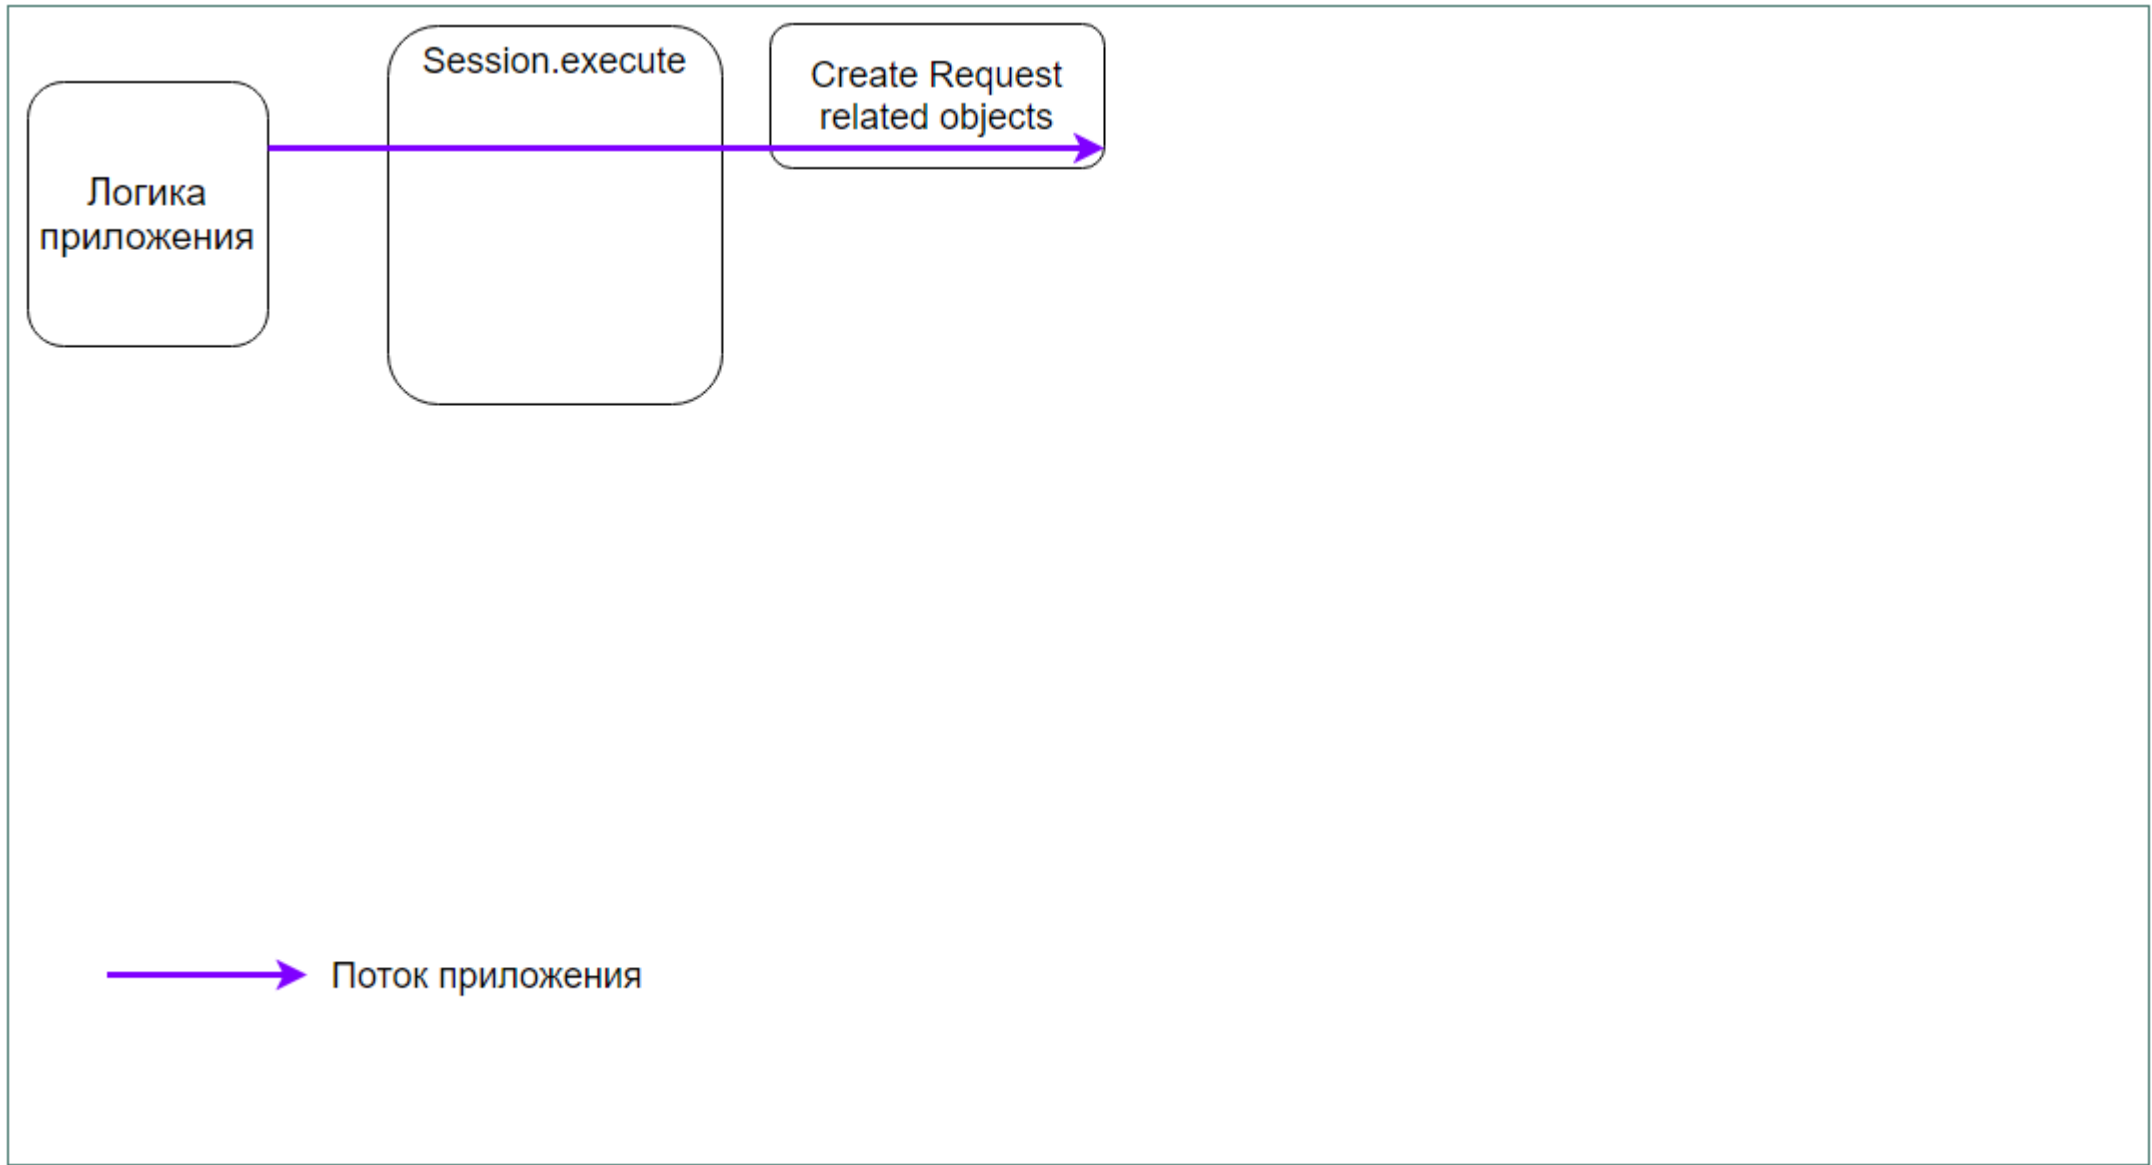 Логика
приложения
Session.execute
Create Request
related objects
Поток приложения